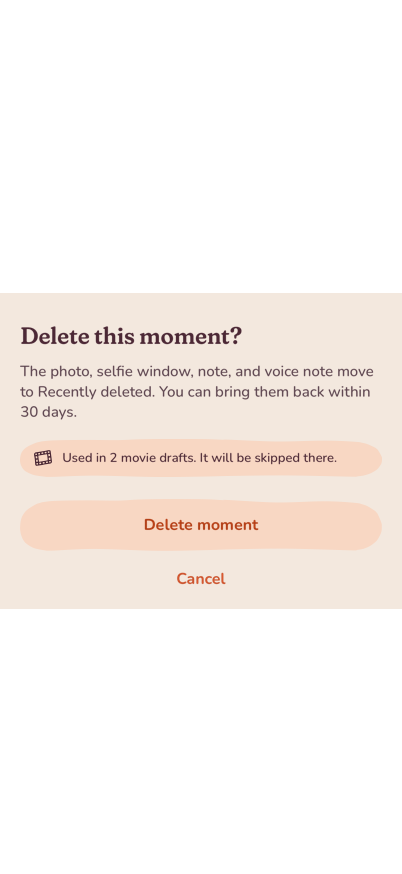 Delete this moment?
The photo, selfie window, note, and voice note move
to Recently deleted. You can bring them back within
30 days.
Used in 2 movie drafts. It will be skipped there.
Delete moment
Cancel